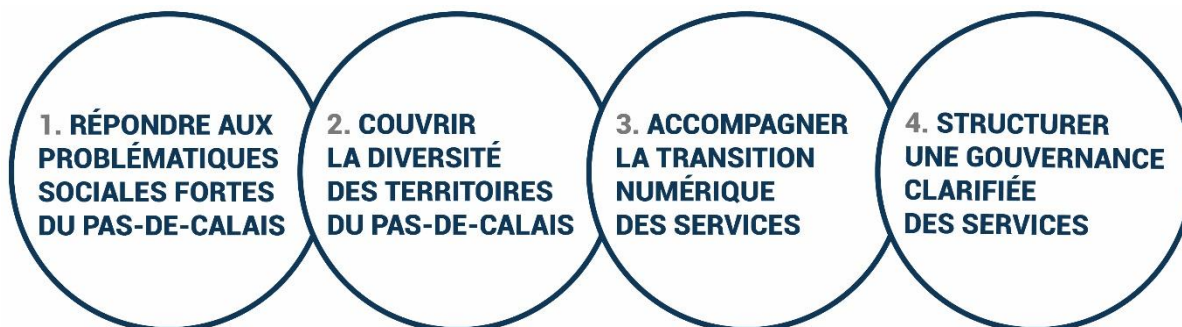 1. RÉPONDRE AUX
PROBLÉMATIQUES
SOCIALES FORTES
DU PAS-DE-CALAIS
2. COUVRIR
LA DIVERSITÉ
DES TERRITOIRES
DU PAS-DE-CALAIS
3. ACCOMPAGNER
LA TRANSITION
NUMÉRIQUE
DES SERVICES
4. STRUCTURER
UNE GOUVERNANCE
CLARIFIÉE
DES SERVICES